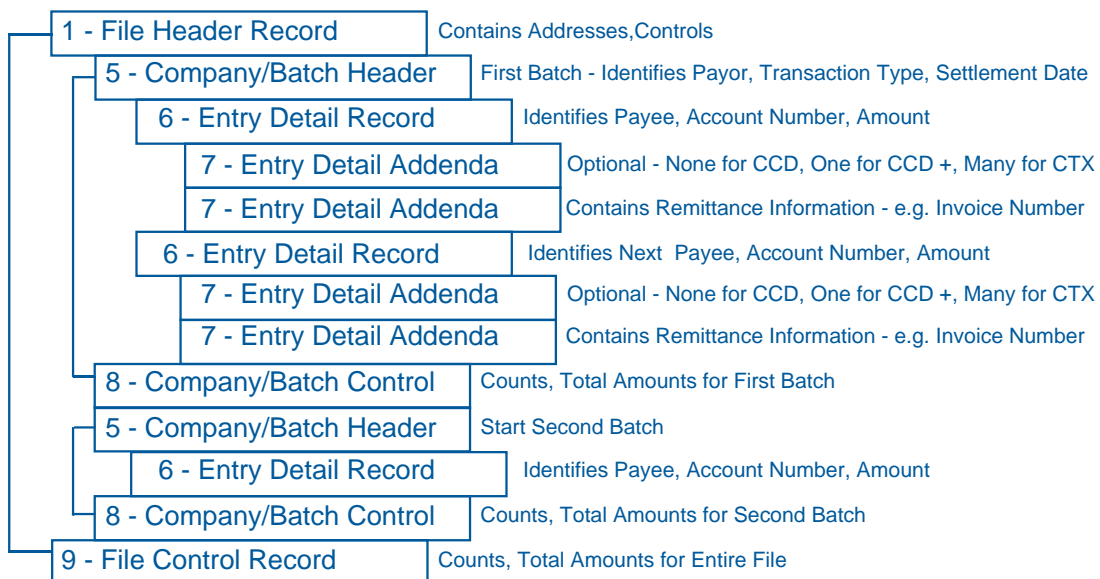 1 - File Header Record Contains Addresses,Controls
5 - Company/Batch Header First Batch - Identifies Payor, Transaction Type, Settlement Date
6 - Entry Detail Record Identifies Payee, Account Number, Amount
7 - Entry Detail Addenda Optional - None for CCD, One for CCD +, Many for CTX
7 - Entry Detail Addenda Contains Remittance Information - e.g. Invoice Number
6 - Entry Detail Record Identifies Next Payee, Account Number, Amount
7 - Entry Detail Addenda Optional - None for CCD, One for CCD +, Many for CTX
7 - Entry Detail Addenda Contains Remittance Information - e.g. Invoice Number
8 - Company/Batch Control Counts, Total Amounts for First Batch
5 - Company/Batch Header Start Second Batch
6 - Entry Detail Record Identifies Payee, Account Number, Amount
8 - Company/Batch Control Counts, Total Amounts for Second Batch
9 - File Control Record Counts, Total Amounts for Entire File